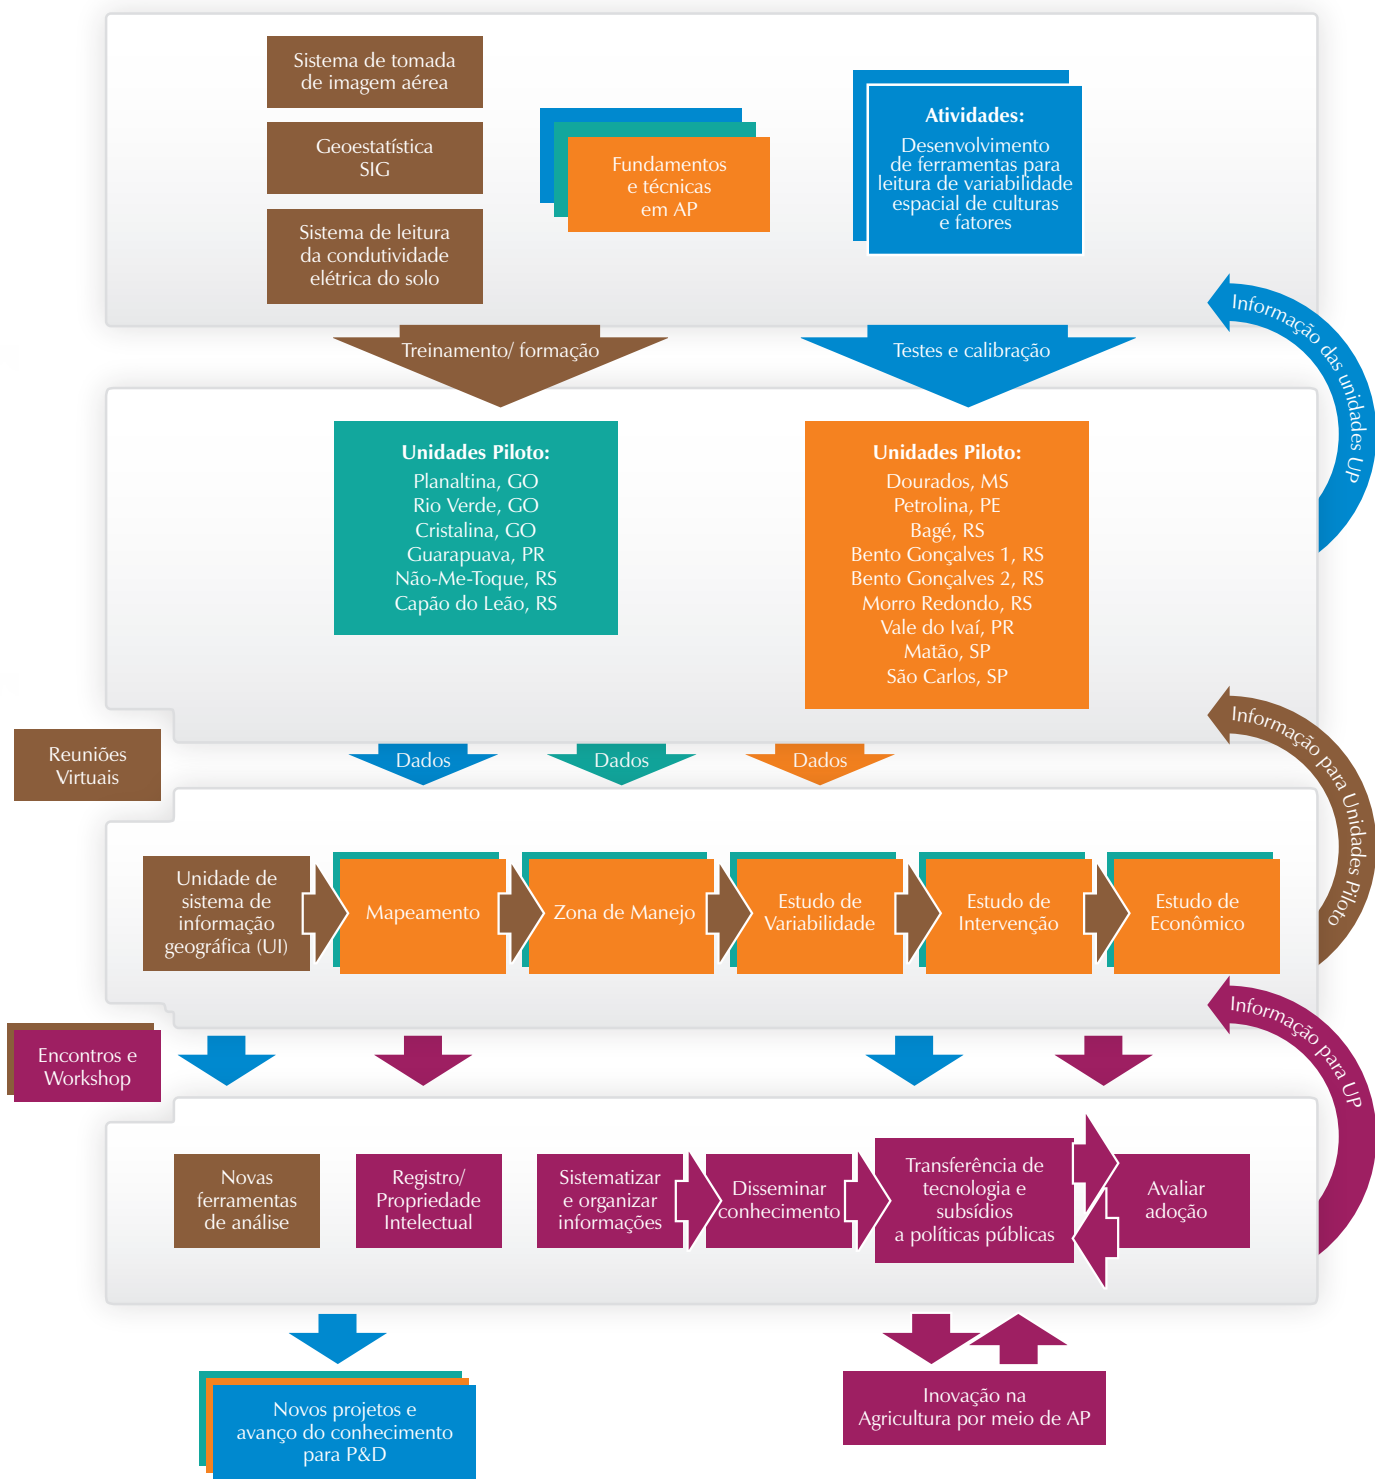 Sistema de tomada
de imagem aérea
Geoestatística
SIG
Sistema de leitura
da condutividade
elétrica do solo
Fundamentos
e técnicas
em AP
Atividades:
Desenvolvimento
de ferramentas para
leitura de variabilidade
espacial de culturas
e fatores
Informação das unidades UP
Treinamento/ formação
Testes e calibração
Unidades Piloto:
Planaltina, GO
Rio Verde, GO
Cristalina, GO
Guarapuava, PR
Não-Me-Toque, RS
Capão do Leão, RS
Unidades Piloto:
Dourados, MS
Petrolina, PE
Bagé, RS
Bento Gonçalves 1, RS
Bento Gonçalves 2, RS
Morro Redondo, RS
Vale do Ivaí, PR
Matão, SP
São Carlos, SP
Informação para Unidades Piloto
Reuniões
Virtuais
Dados
Dados
Dados
Unidade de
sistema de
informação
geográfica (UI)
Mapeamento
Zona de Manejo
Estudo de
Variabilidade
Estudo de
Intervenção
Estudo de
Econômico
Informação para UP
Encontros e
Workshop
Novas
ferramentas
de análise
Registro/
Propriedade
Intelectual
Sistematizar
e organizar
informações
Disseminar
conhecimento
Transferência de
tecnologia e
subsídios
a políticas públicas
Avaliar
adoção
Novos projetos e
avanço do conhecimento
para P&D
Inovação na
Agricultura por meio de AP